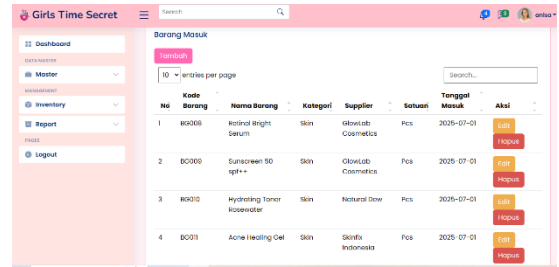 Girls Time Secret
Search
anisa
Dashboard
DATA MASTER
Master
MANAGEMENT
Inventory
Report
PAGES
Logout
Barang Masuk
Tambah
10 entries per page
Search...
No Kode Barang Nama Barang Kategori Supplier Satuan Tanggal Masuk Aksi
1 BG008 Retinol Bright Serum Skin GlowLab Cosmetics Pcs 2025-07-01 Edit Hapus
2 BG009 Sunscreen 50 spf++ Skin GlowLab Cosmetics Pcs 2025-07-01 Edit Hapus
3 BG010 Hydrating Toner Rosewater Skin Natural Dew Pcs 2025-07-01 Edit Hapus
4 BG011 Acne Healing Gel Skin Skinfix Indonesia Pcs 2025-07-01 Edit Hapus